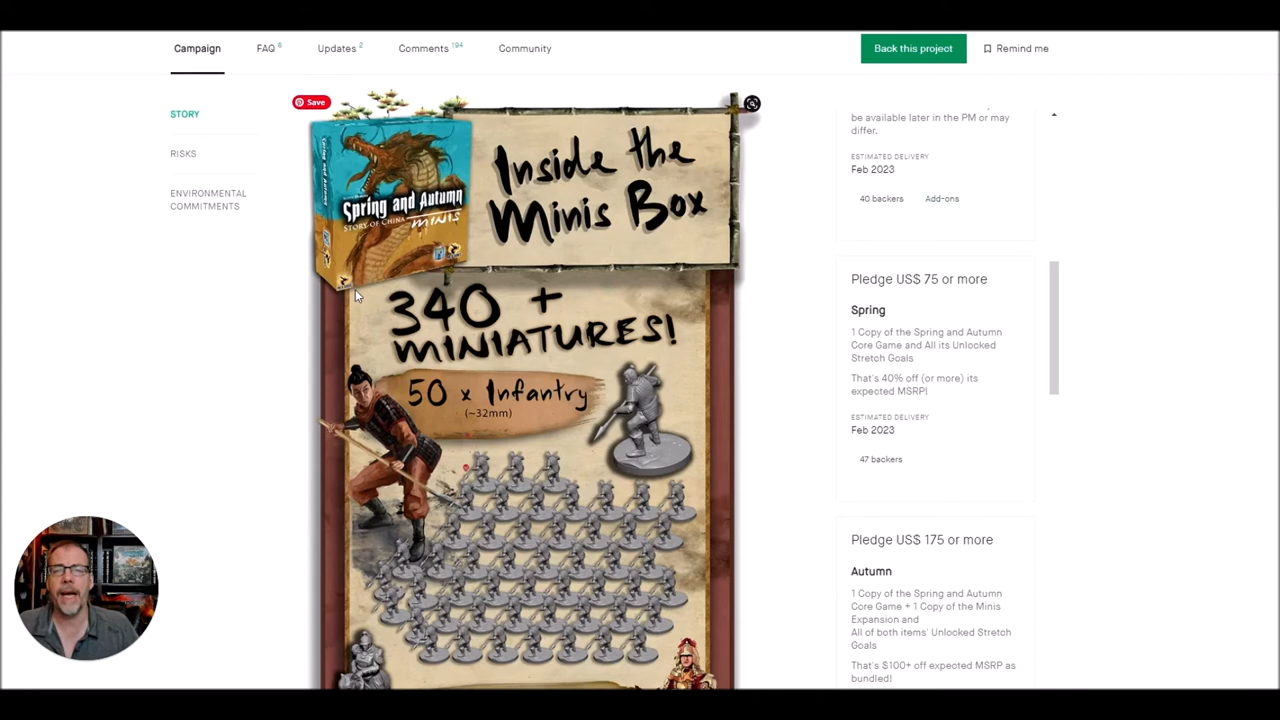 Campaign
FAQ 6
Updates 2
Comments 194
Community
Back this project
Remind me
STORY
RISKS
ENVIRONMENTAL
COMMITMENTS
Save
Spring and Autumn
Spring and Autumn
STORY OF CHINA
MINIS
Inside the
Minis Box
340 +
MINIATURES!
50 x Infantry
(~32mm)
be available later in the PM or may
differ.
ESTIMATED DELIVERY
Feb 2023
40 backers
Add-ons
Pledge US$ 75 or more
Spring
1 Copy of the Spring and Autumn
Core Game and All its Unlocked
Stretch Goals
That's 40% off (or more) its
expected MSRP!
ESTIMATED DELIVERY
Feb 2023
47 backers
Pledge US$ 175 or more
Autumn
1 Copy of the Spring and Autumn
Core Game + 1 Copy of the Minis
Expansion and
All of both items' Unlocked Stretch
Goals
That's $100+ off expected MSRP as
bundled!